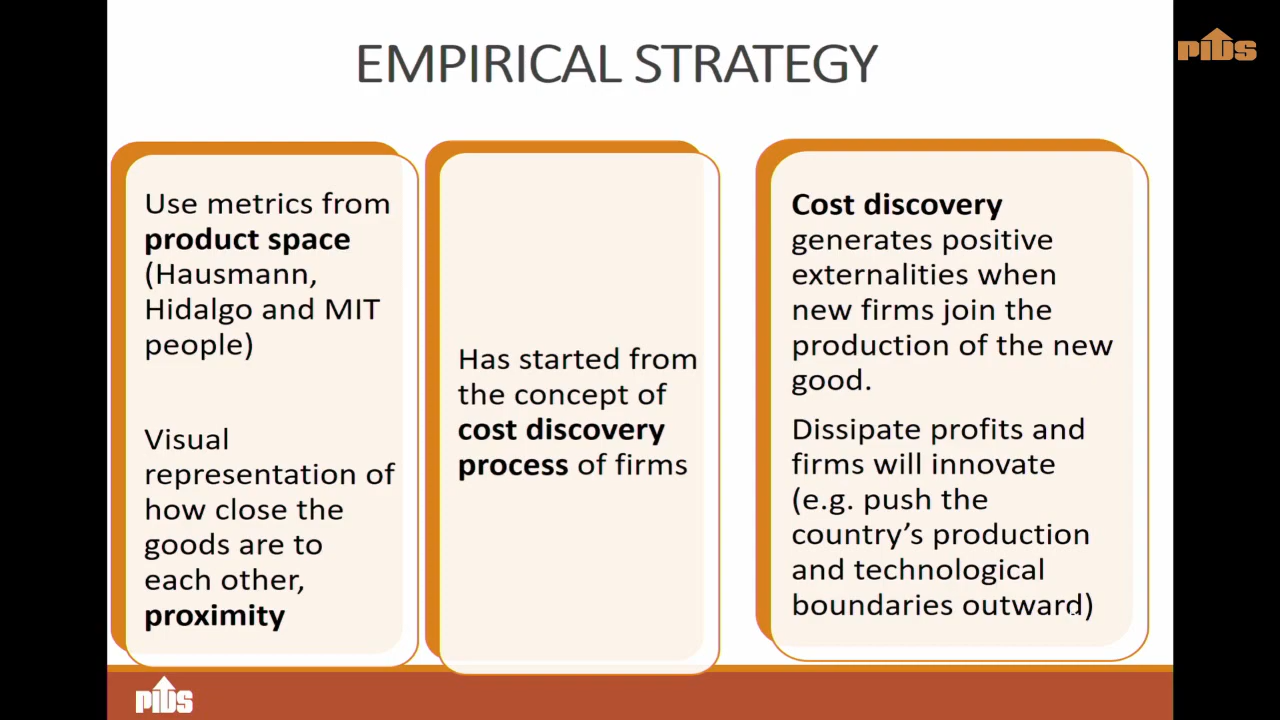 EMPIRICAL STRATEGY
pids
Use metrics from
product space
(Hausmann,
Hidalgo and MIT
people)
Visual
representation of
how close the
goods are to
each other,
proximity
Has started from
the concept of
cost discovery
process of firms
Cost discovery
generates positive
externalities when
new firms join the
production of the new
good.
Dissipate profits and
firms will innovate
(e.g. push the
country’s production
and technological
boundaries outward)
pids